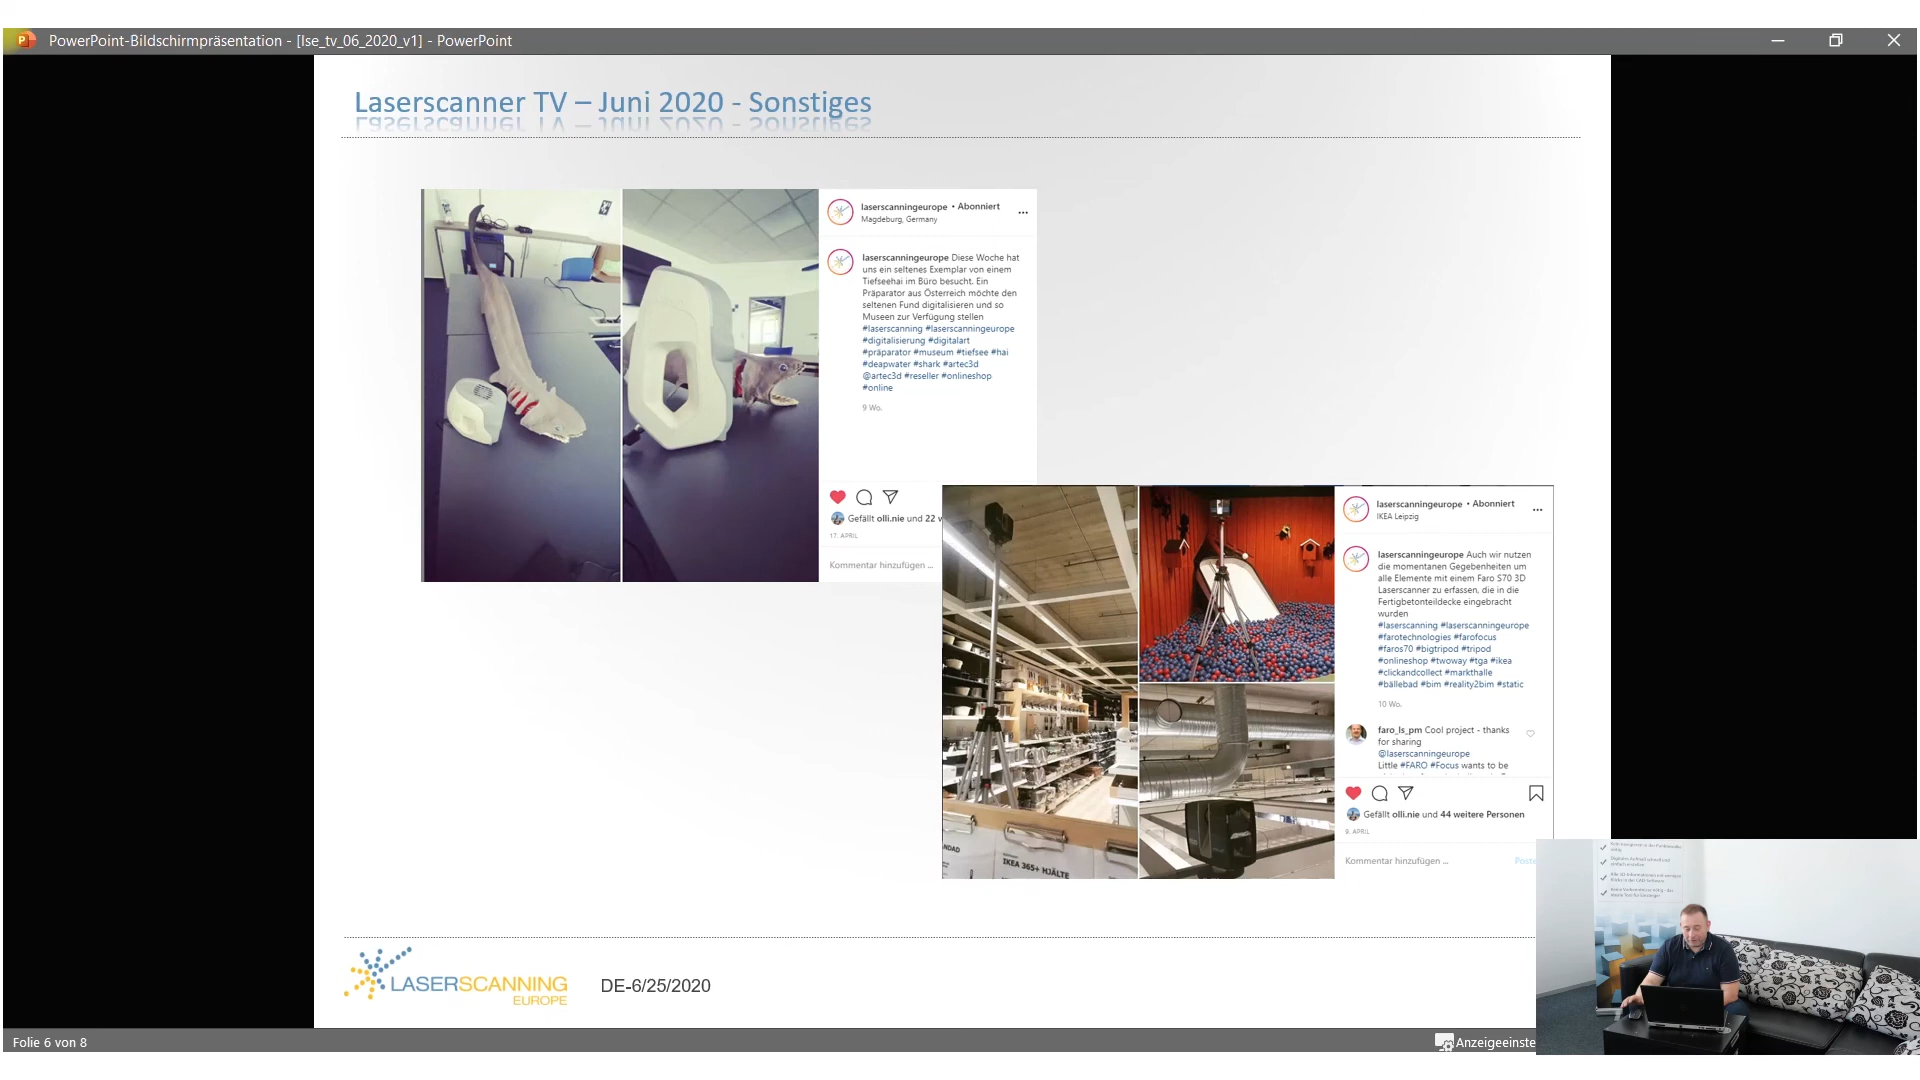 PowerPoint-Bildschirmpräsentation - [lse_tv_06_2020_v1] - PowerPoint
Laserscanner TV – Juni 2020 - Sonstiges
laserscanningeurope • Abonniert
Magdeburg, Germany
laserscanningeurope Diese Woche hat
uns ein seltenes Exemplar von einem
Tiefseehai im Büro besucht. Ein
Präparator aus Österreich möchte den
seltenen Fund digitalisieren und so
Museen zur Verfügung stellen
#laserscanning #laserscanningeurope
#digitalisierung #digitalart
#präparator #museum #tiefsee #hai
#deapwater #shark #artec3d
@artec3d #reseller #onlineshop
#online
9 Wo.
Gefällt olli.nie und 22
17. APRIL
Kommentar hinzufügen ...
laserscanningeurope • Abonniert
IKEA Leipzig
laserscanningeurope Auch wir nutzen
die momentanen Gegebenheiten um
alle Elemente mit einem Faro S70 3D
Laserscanner zu erfassen, die in die
Fertigbetonteildecke eingebracht
wurden
#laserscanning #laserscanningeurope
#farotechnologies #farofocus
#faros70 #bigtripod #tripod
#onlineshop #twoway #tga #ikea
#clickandcollect #markthalle
#bällebad #bim #reality2bim #static
10 Wo.
faro_ls_pm Cool project - thanks
for sharing
@laserscanningeurope
Little #FARO #Focus wants to be
Gefällt olli.nie und 44 weitere Personen
9. APRIL
Kommentar hinzufügen ...
Poste
IKEA 365+ HJÄLTE
LASERSCANNING
EUROPE
DE-6/25/2020
Folie 6 von 8
Anzeigeeinste